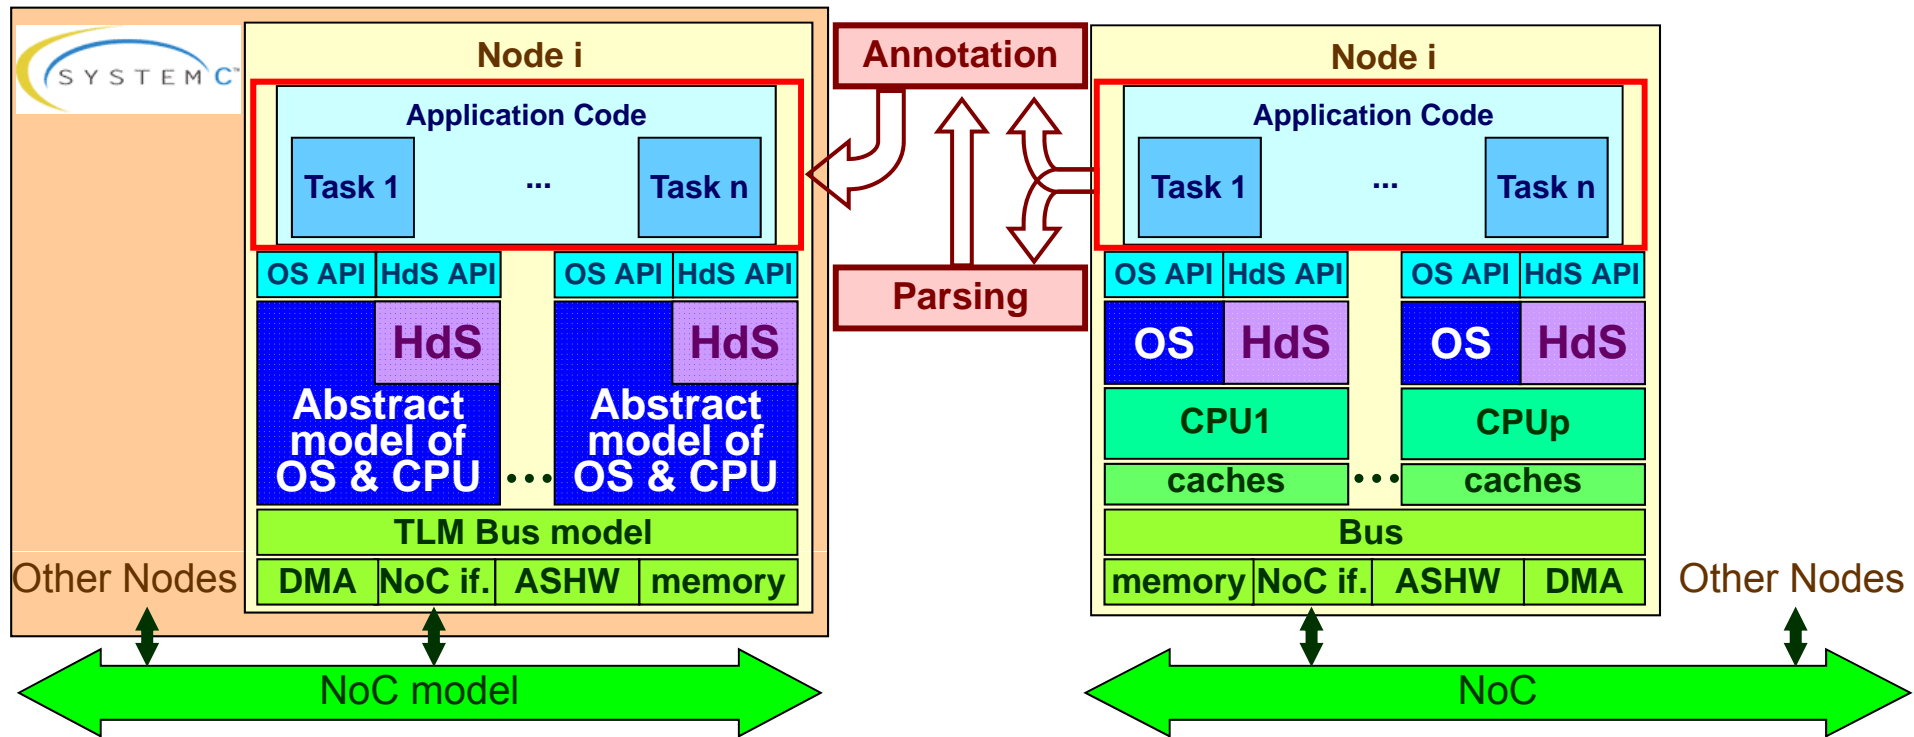 SYSTEMC™
Node i
Application Code
Task 1
...
Task n
OS API
HdS API
OS API
HdS API
HdS
HdS
Abstract
model of
OS & CPU
...
Abstract
model of
OS & CPU
TLM Bus model
DMA
NoC if.
ASHW
memory
Other Nodes
NoC model
Annotation
Parsing
Node i
Application Code
Task 1
...
Task n
OS API
HdS API
OS API
HdS API
OS
HdS
OS
HdS
CPU1
CPUp
caches
...
caches
Bus
memory
NoC if.
ASHW
DMA
Other Nodes
NoC